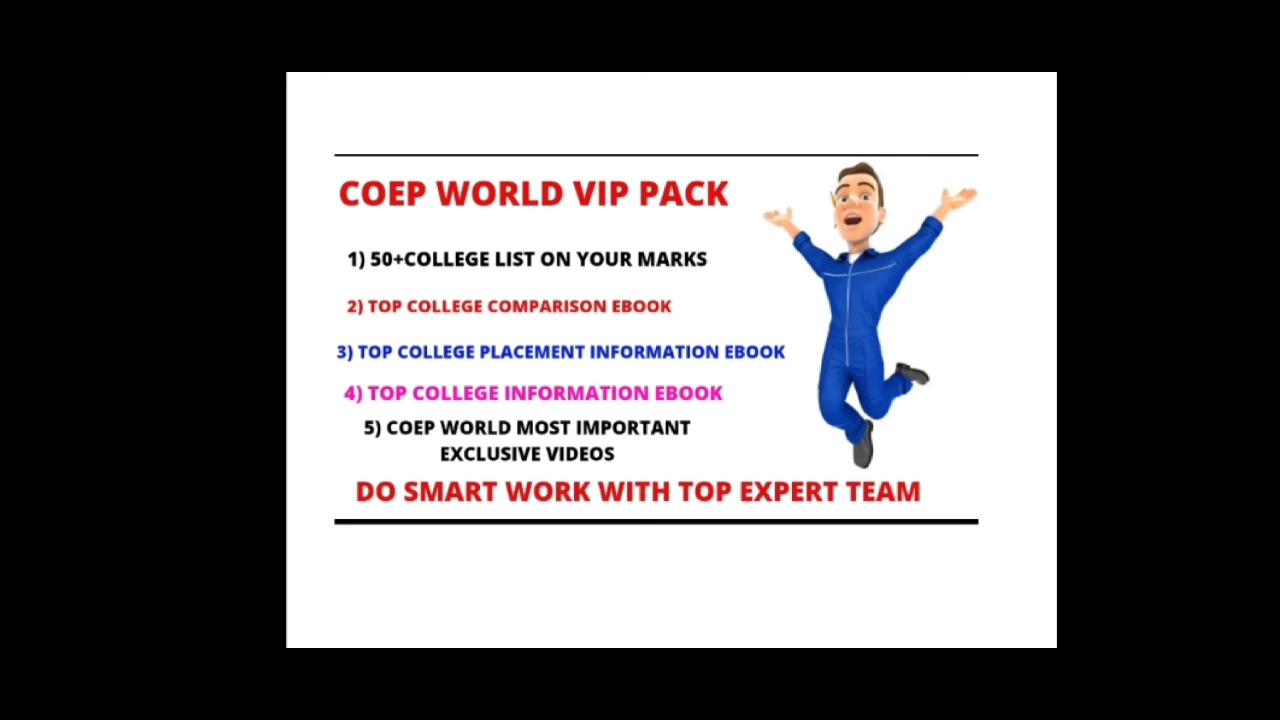 COEP WORLD VIP PACK
1) 50+COLLEGE LIST ON YOUR MARKS
2) TOP COLLEGE COMPARISON EBOOK
3) TOP COLLEGE PLACEMENT INFORMATION EBOOK
4) TOP COLLEGE INFORMATION EBOOK
5) COEP WORLD MOST IMPORTANT
EXCLUSIVE VIDEOS
DO SMART WORK WITH TOP EXPERT TEAM